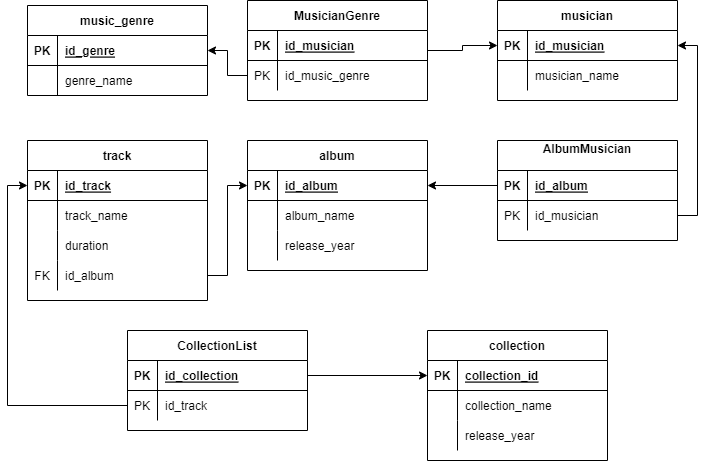 music_genre
PK id_genre
genre_name
MusicianGenre
PK id_musician
PK id_music_genre
musician
PK id_musician
musician_name
track
PK id_track
track_name
duration
FK id_album
album
PK id_album
album_name
release_year
AlbumMusician
PK id_album
PK id_musician
CollectionList
PK id_collection
PK id_track
collection
PK collection_id
collection_name
release_year